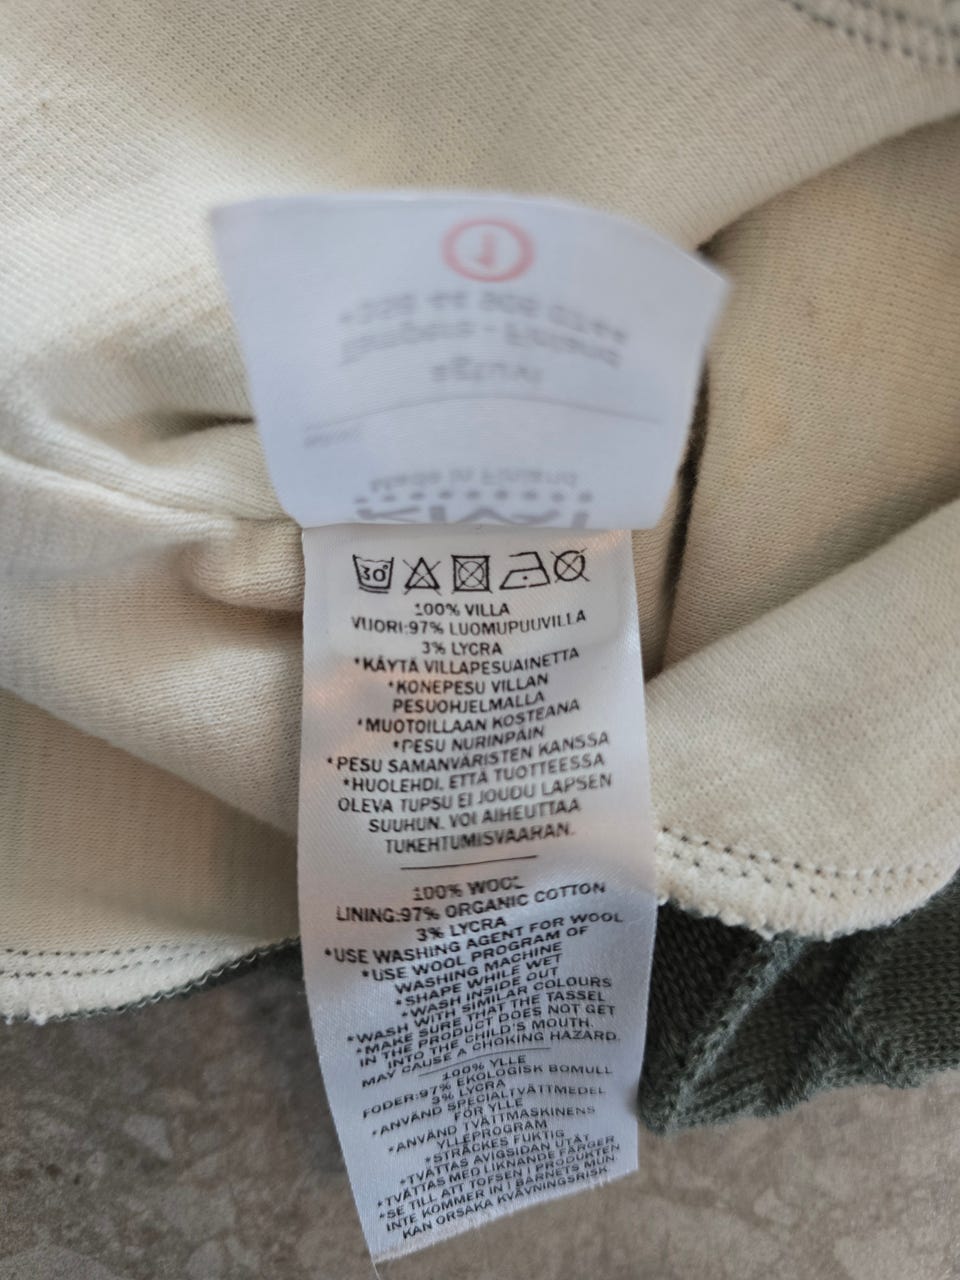 Made in Finland
30°
100% VILLA
VUORI:97% LUOMUPUUVILLA
3% LYCRA
*KÄYTÄ VILLAPESUAINETTA
*KONEPESU VILLAN
PESUOHJELMALLA
*MUOTOILLAAN KOSTEANA
*PESU NURINPÄIN
*PESU SAMANVÄRISTEN KANSSA
*HUOLEHDI, ETTÄ TUOTTEESSA
OLEVA TUPSU EI JOUDU LAPSEN
SUUHUN. VOI AIHEUTTAA
TUKEHTUMISVAARAN.
100% WOOL
LINING:97% ORGANIC COTTON
3% LYCRA
*USE WASHING AGENT FOR WOOL
*USE WOOL PROGRAM OF
WASHING MACHINE
*SHAPE WHILE WET
*WASH INSIDE OUT
*WASH WITH SIMILAR COLOURS
*MAKE SURE THAT THE TASSEL
IN THE PRODUCT DOES NOT GET
INTO THE CHILD'S MOUTH.
MAY CAUSE A CHOKING HAZARD.
100% YLLE
FODER:97% EKOLOGISK BOMULL
3% LYCRA
*ANVÄND SPECIALTVÄTTMEDEL
FÖR YLLE
*ANVÄND TVÄTTMASKINENS
YLLEPROGRAM
*STRÄCKES FUKTIG
*TVÄTTAS AVIGSIDAN UTÅT
*TVÄTTAS MED LIKNANDE FÄRGER
*SE TILL ATT TOFSEN I PRODUKTEN
INTE KOMMER IN I BARNETS MUN.
KAN ORSAKA KVÄVNINGSRISK.